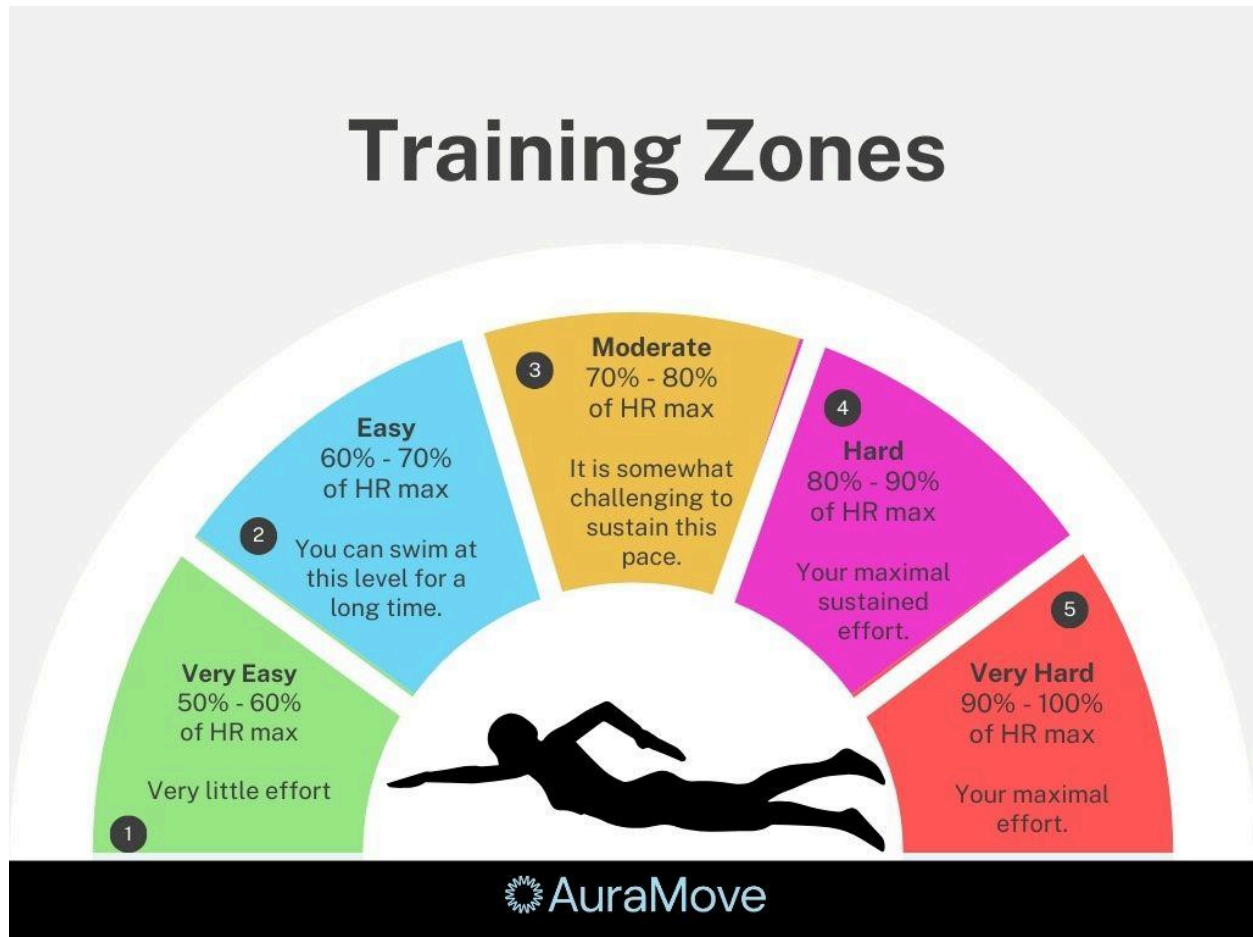 Training Zones
1
Very Easy
50% - 60%
of HR max
Very little effort
2
Easy
60% - 70%
of HR max
You can swim at
this level for a
long time.
3
Moderate
70% - 80%
of HR max
It is somewhat
challenging to
sustain this
pace.
4
Hard
80% - 90%
of HR max
Your maximal
sustained
effort.
5
Very Hard
90% - 100%
of HR max
Your maximal
effort.
AuraMove